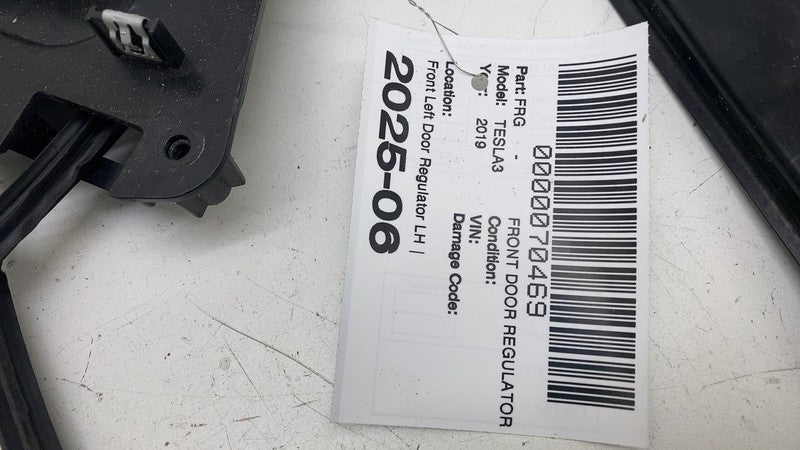 0000070469
Part: FRG - FRONT DOOR REGULATOR
Model: TESLA3 Condition:
Year: 2019 VIN:
Damage Code:
Location:
Front Left Door Regulator LH |
2025-06